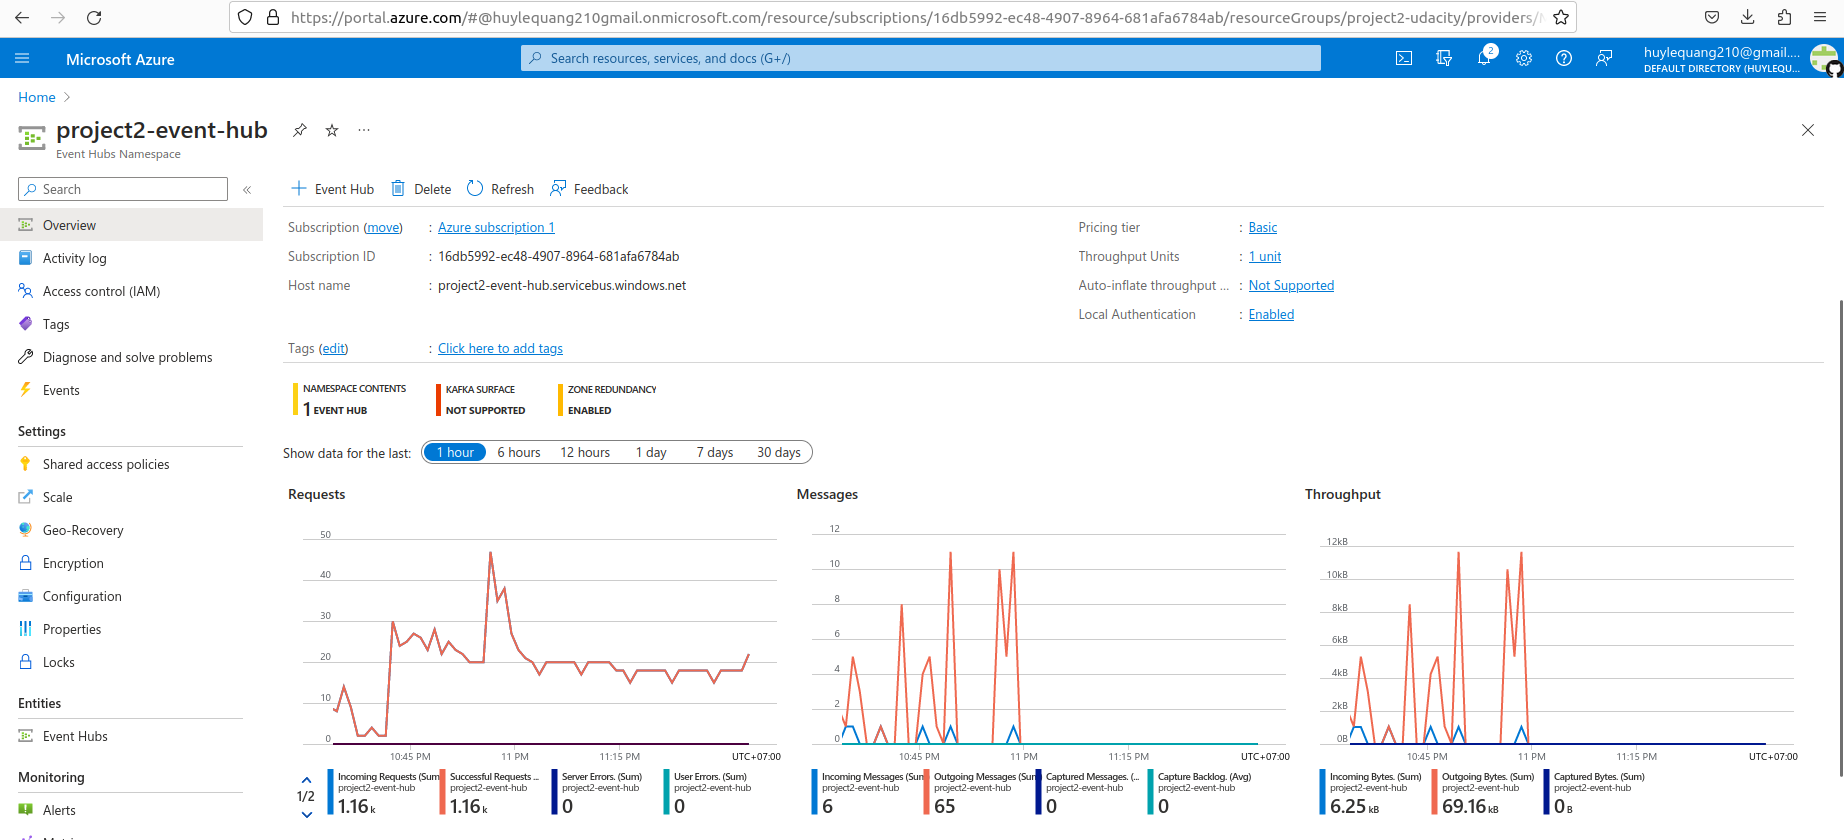 https://portal.azure.com/#@huylequang210gmail.onmicrosoft.com/resource/subscriptions/16db5992-ec48-4907-8964-681afa6784ab/resourceGroups/project2-udacity/providers/
Microsoft Azure
Search resources, services, and docs (G+/)
2
huylequang210@gmail....
DEFAULT DIRECTORY (HUYLEQU...
Home
project2-event-hub
Event Hubs Namespace
Search
Overview
Activity log
Access control (IAM)
Tags
Diagnose and solve problems
Events
Settings
Shared access policies
Scale
Geo-Recovery
Encryption
Configuration
Properties
Locks
Entities
Event Hubs
Monitoring
Alerts
Event Hub Delete Refresh Feedback
Subscription (move) : Azure subscription 1
Subscription ID : 16db5992-ec48-4907-8964-681afa6784ab
Host name : project2-event-hub.servicebus.windows.net
Tags (edit) : Click here to add tags
Pricing tier : Basic
Throughput Units : 1 unit
Auto-inflate throughput ... : Not Supported
Local Authentication : Enabled
NAMESPACE CONTENTS
1 EVENT HUB
KAFKA SURFACE
NOT SUPPORTED
ZONE REDUNDANCY
ENABLED
Show data for the last: 1 hour 6 hours 12 hours 1 day 7 days 30 days
Requests
50
40
30
20
10
0
10:45 PM 11 PM 11:15 PM UTC+07:00
1/2
Incoming Requests (Sum)
project2-event-hub
1.16 k
Successful Requests ...
project2-event-hub
1.16 k
Server Errors. (Sum)
project2-event-hub
0
User Errors. (Sum)
project2-event-hub
0
Messages
12
10
8
6
4
2
0
10:45 PM 11 PM 11:15 PM UTC+07:00
Incoming Messages (Sum)
project2-event-hub
6
Outgoing Messages (Sum)
project2-event-hub
65
Captured Messages. (...
project2-event-hub
0
Capture Backlog. (Avg)
project2-event-hub
0
Throughput
12kB
10kB
8kB
6kB
4kB
2kB
0B
10:45 PM 11 PM 11:15 PM UTC+07:00
Incoming Bytes. (Sum)
project2-event-hub
6.25 kB
Outgoing Bytes. (Sum)
project2-event-hub
69.16 kB
Captured Bytes. (Sum)
project2-event-hub
0 B